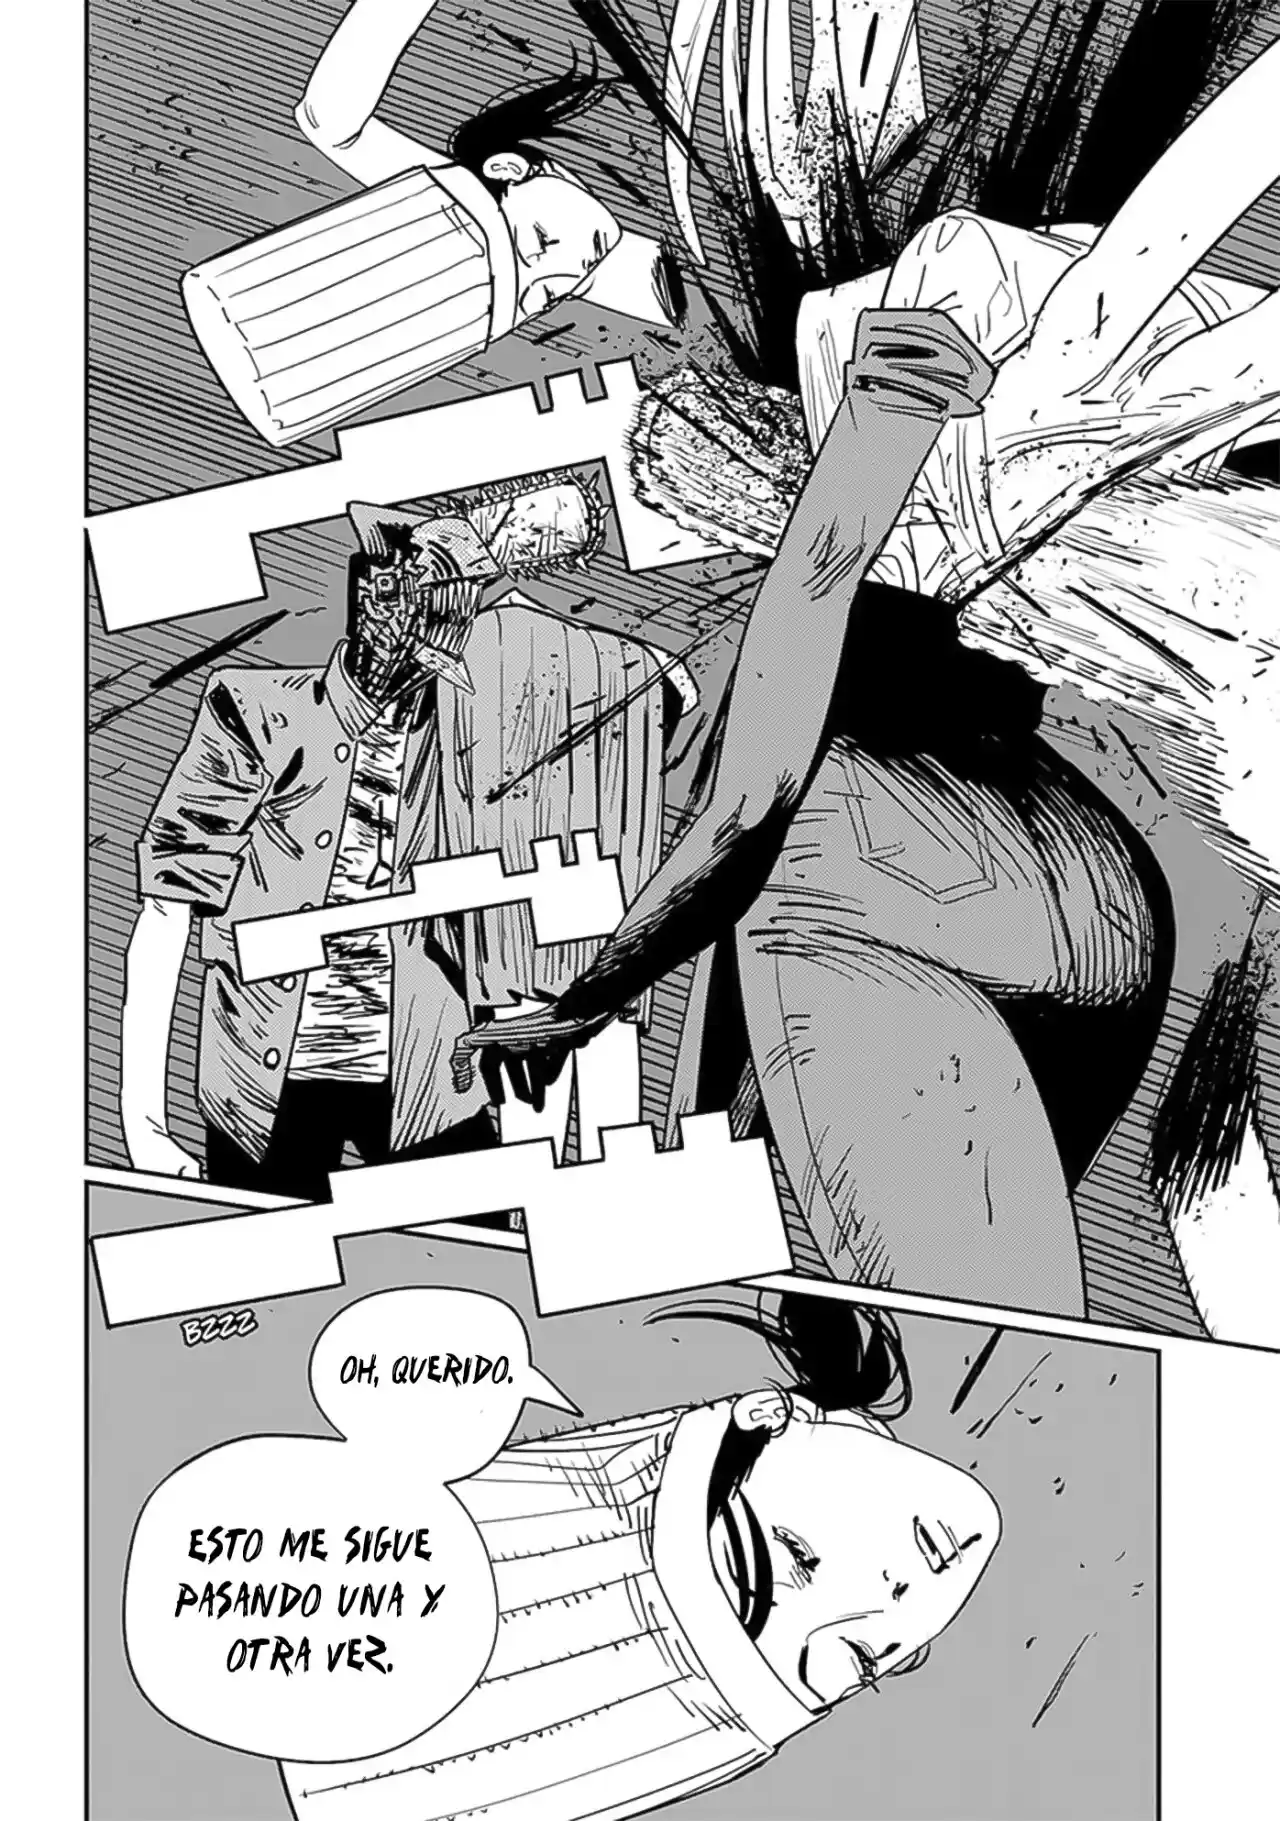 BZZZ
OH, QUERIDO.
ESTO ME SIGUE
PASANDO UNA Y
OTRA VEZ.